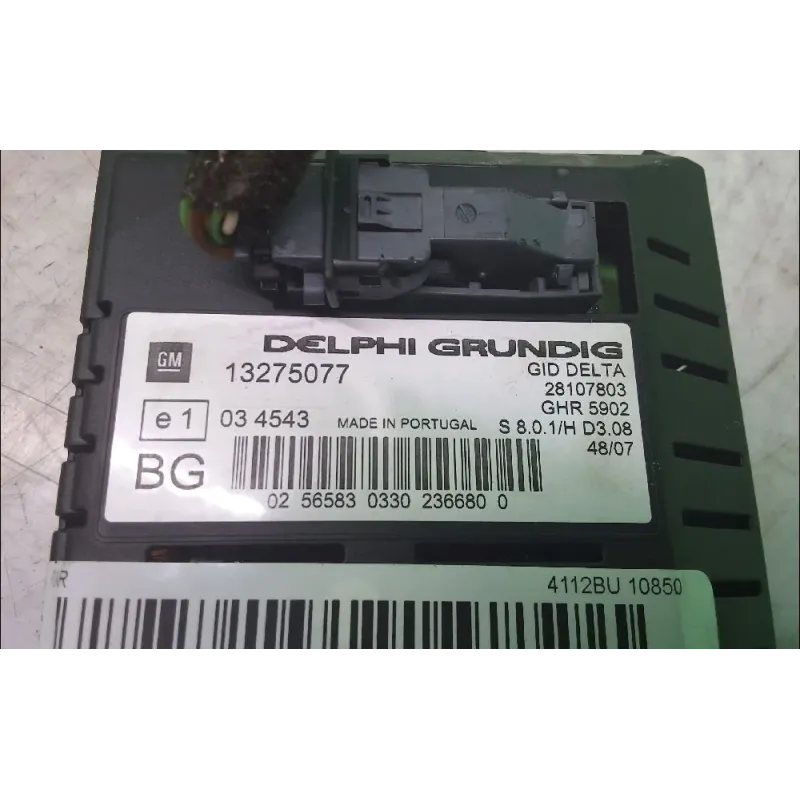 DELPHI GRUNDIG
GM 13275077 GID DELTA
28107803
GHR 5902
e1 03 4543 MADE IN PORTUGAL S 8.0.1/H D3.08
48/07
BG
02 56583 0330 236680 0
4112BU 10850